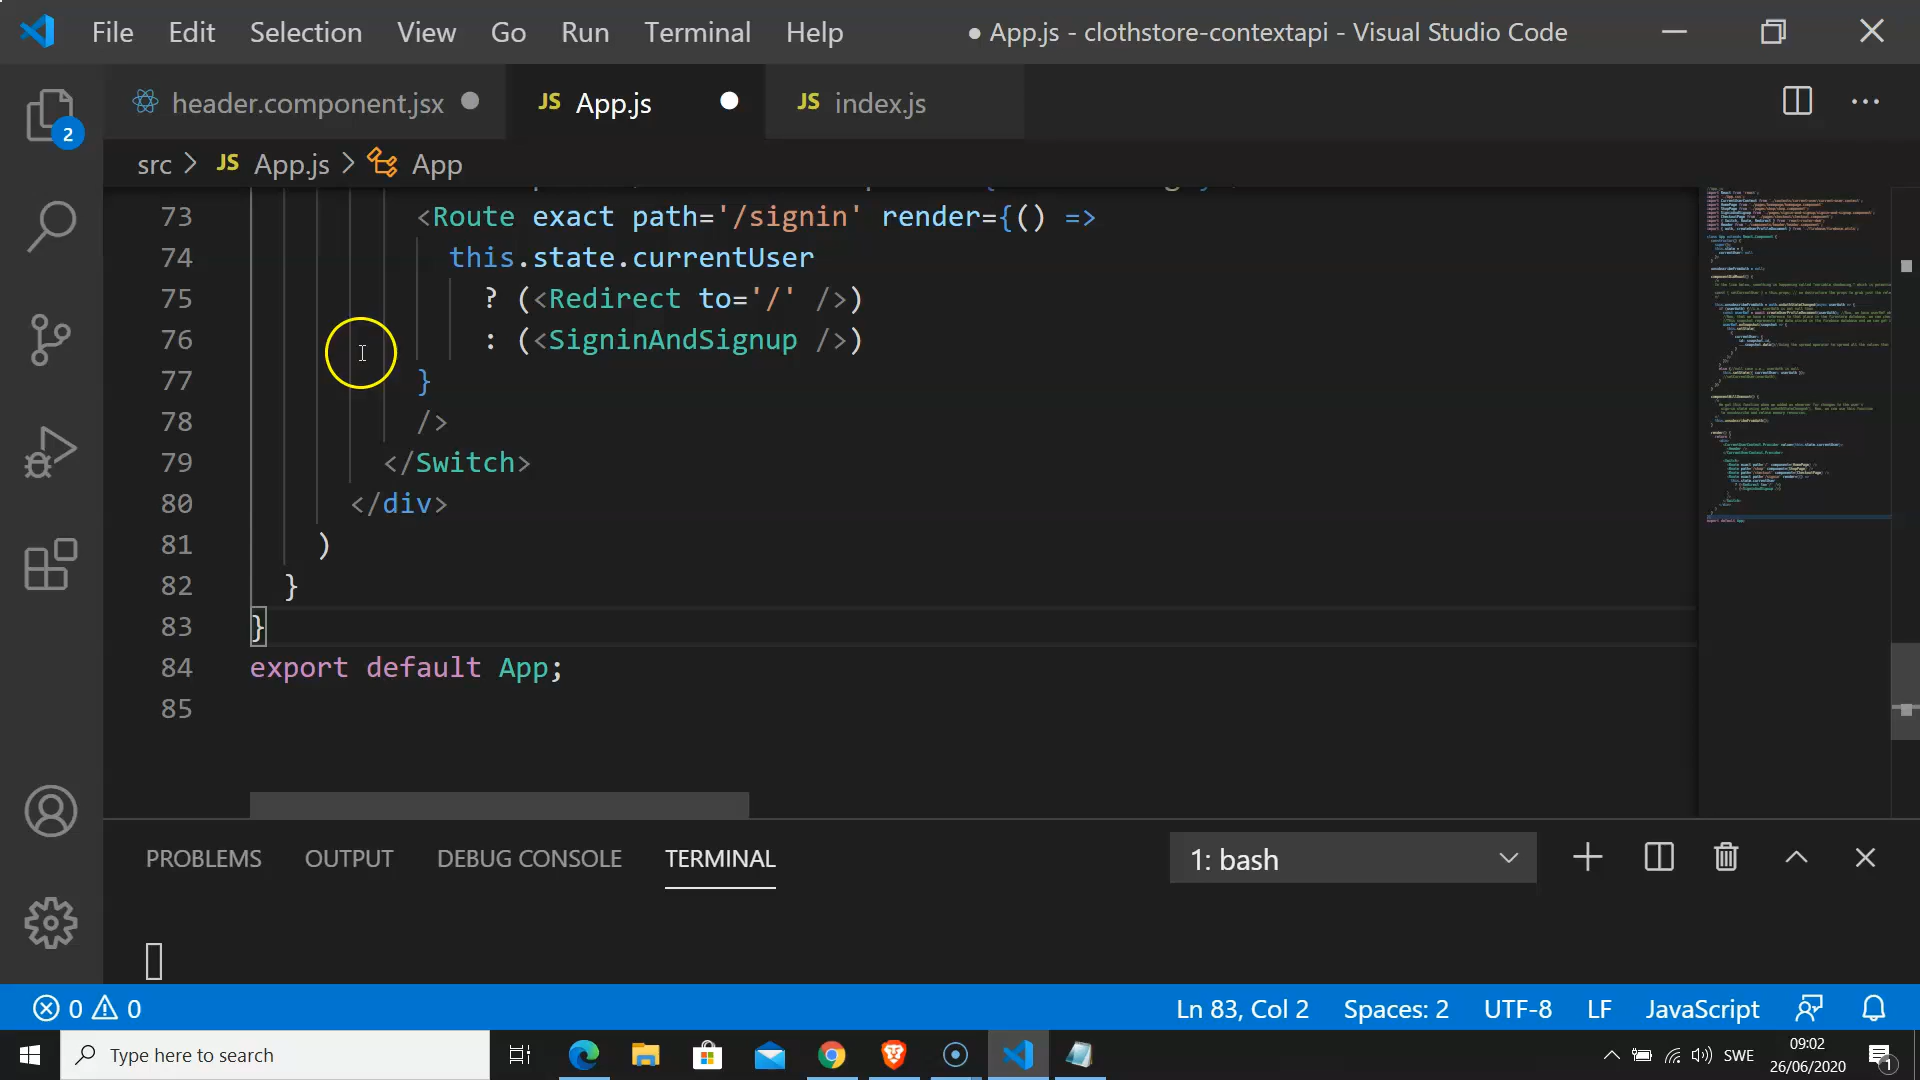 File Edit Selection View Go Run Terminal Help ● App.js - clothstore-contextapi - Visual Studio Code
header.component.jsx JS App.js JS index.js
2
src > JS App.js > App
73 <Route exact path='/signin' render={() =>
74 this.state.currentUser
75 ? (<Redirect to='/' />)
76 : (<SigninAndSignup />)
77 }
78 />
79 </Switch>
80 </div>
81 )
82 }
83 }
84 export default App;
85
PROBLEMS OUTPUT DEBUG CONSOLE TERMINAL 1: bash
0 0 Ln 83, Col 2 Spaces: 2 UTF-8 LF JavaScript
Type here to search SWE 09:02
26/06/2020 1